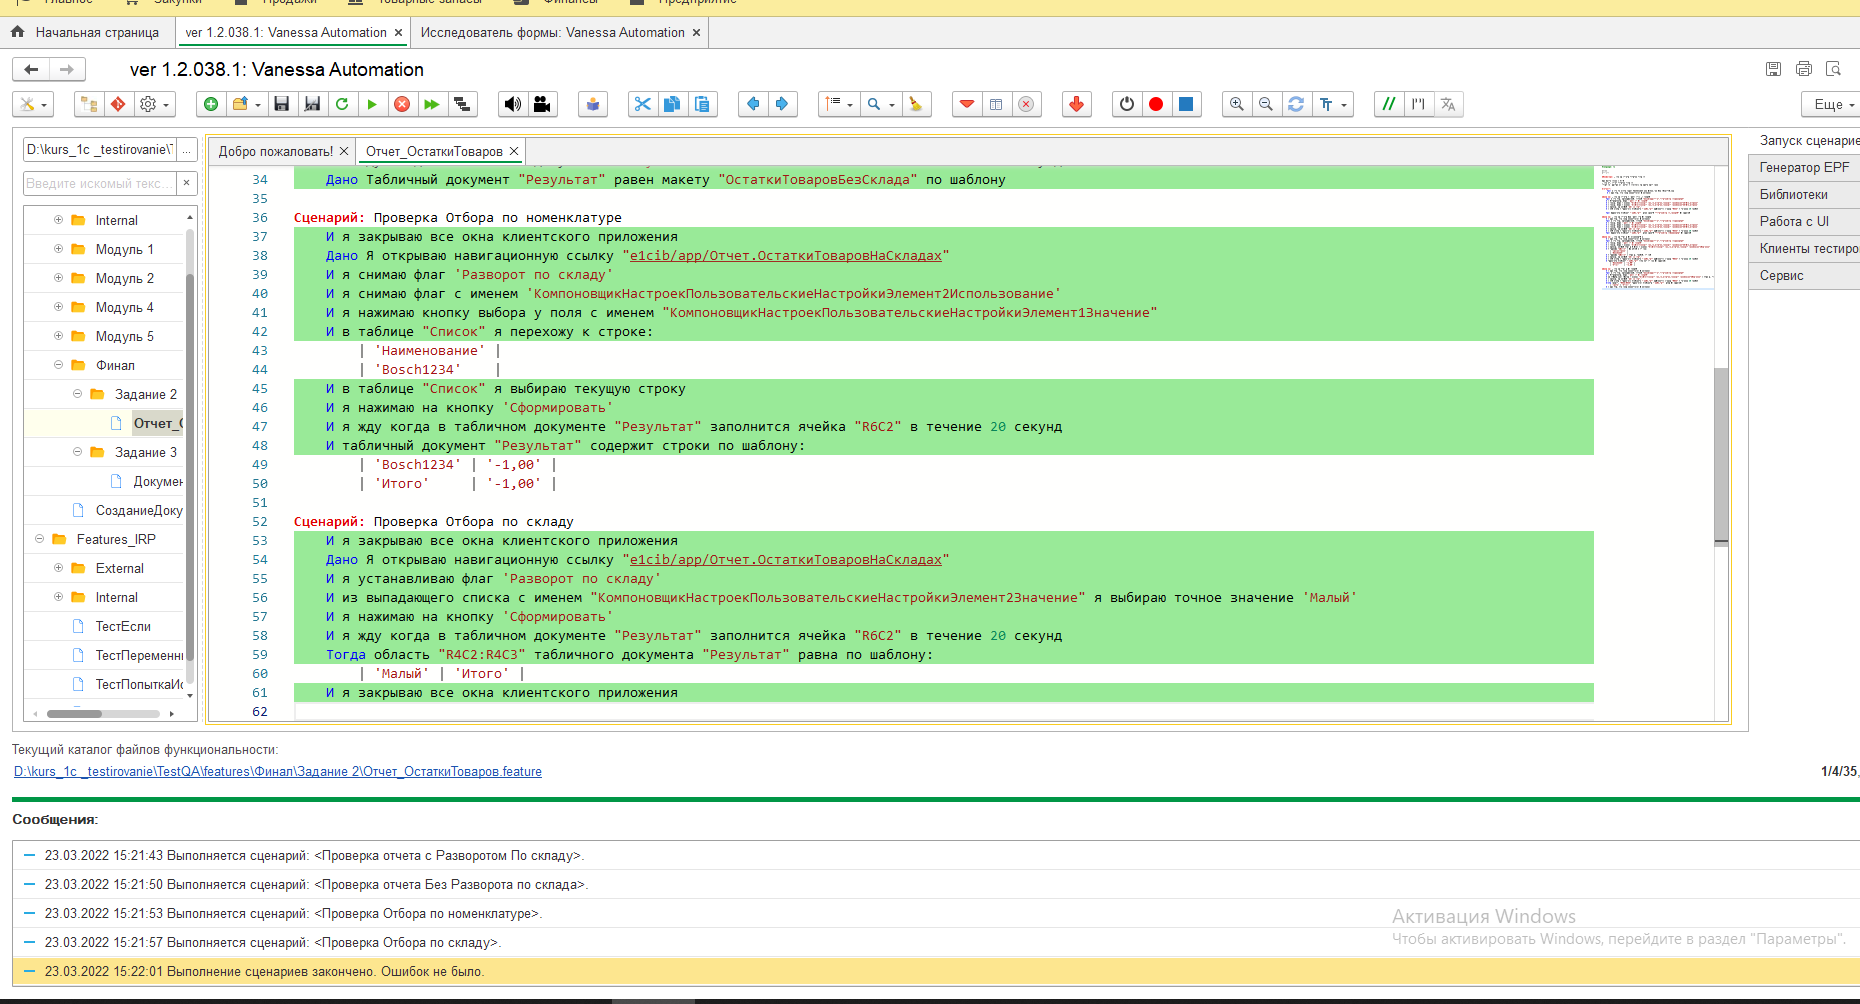 Главное Закупки Продажи Товарные запасы Финансы Предприятие
Начальная страница ver 1.2.038.1: Vanessa Automation × Исследователь формы: Vanessa Automation ×
ver 1.2.038.1: Vanessa Automation
Еще
D:\kurs_1c _testirovanie\T ...
Введите искомый текс... ×
Internal
Модуль 1
Модуль 2
Модуль 4
Модуль 5
Финал
Задание 2
Отчет_О
Задание 3
Докумен
СозданиеДоку
Features_IRP
External
Internal
ТестЕсли
ТестПеременн
ТестПопыткаИс
Добро пожаловать! × Отчет_ОстаткиТоваров ×
34 Дано Табличный документ "Результат" равен макету "ОстаткиТоваровБезСклада" по шаблону
35
36 Сценарий: Проверка Отбора по номенклатуре
37 И я закрываю все окна клиентского приложения
38 Дано Я открываю навигационную ссылку "e1cib/app/Отчет.ОстаткиТоваровНаСкладах"
39 И я снимаю флаг 'Разворот по складу'
40 И я снимаю флаг с именем 'КомпоновщикНастроекПользовательскиеНастройкиЭлемент2Использование'
41 И я нажимаю кнопку выбора у поля с именем "КомпоновщикНастроекПользовательскиеНастройкиЭлемент1Значение"
42 И в таблице "Список" я перехожу к строке:
43 | 'Наименование' |
44 | 'Bosch1234' |
45 И в таблице "Список" я выбираю текущую строку
46 И я нажимаю на кнопку 'Сформировать'
47 И я жду когда в табличном документе "Результат" заполнится ячейка "R6C2" в течение 20 секунд
48 И табличный документ "Результат" содержит строки по шаблону:
49 | 'Bosch1234' | '-1,00' |
50 | 'Итого' | '-1,00' |
51
52 Сценарий: Проверка Отбора по складу
53 И я закрываю все окна клиентского приложения
54 Дано Я открываю навигационную ссылку "e1cib/app/Отчет.ОстаткиТоваровНаСкладах"
55 И я устанавливаю флаг 'Разворот по складу'
56 И из выпадающего списка с именем "КомпоновщикНастроекПользовательскиеНастройкиЭлемент2Значение" я выбираю точное значение 'Малый'
57 И я нажимаю на кнопку 'Сформировать'
58 И я жду когда в табличном документе "Результат" заполнится ячейка "R6C2" в течение 20 секунд
59 Тогда область "R4C2:R4C3" табличного документа "Результат" равна по шаблону:
60 | 'Малый' | 'Итого' |
61 И я закрываю все окна клиентского приложения
62
Запуск сценарие
Генератор EPF
Библиотеки
Работа с UI
Клиенты тестиро
Сервис
Текущий каталог файлов функциональности:
D:\kurs_1c _testirovanie\TestQA\features\Финал\Задание 2\Отчет_ОстаткиТоваров.feature
1/4/35,
Сообщения:
23.03.2022 15:21:43 Выполняется сценарий: <Проверка отчета с Разворотом По складу>.
23.03.2022 15:21:50 Выполняется сценарий: <Проверка отчета Без Разворота по склада>.
23.03.2022 15:21:53 Выполняется сценарий: <Проверка Отбора по номенклатуре>.
23.03.2022 15:21:57 Выполняется сценарий: <Проверка Отбора по складу>.
23.03.2022 15:22:01 Выполнение сценариев закончено. Ошибок не было.
Активация Windows
Чтобы активировать Windows, перейдите в раздел "Параметры".